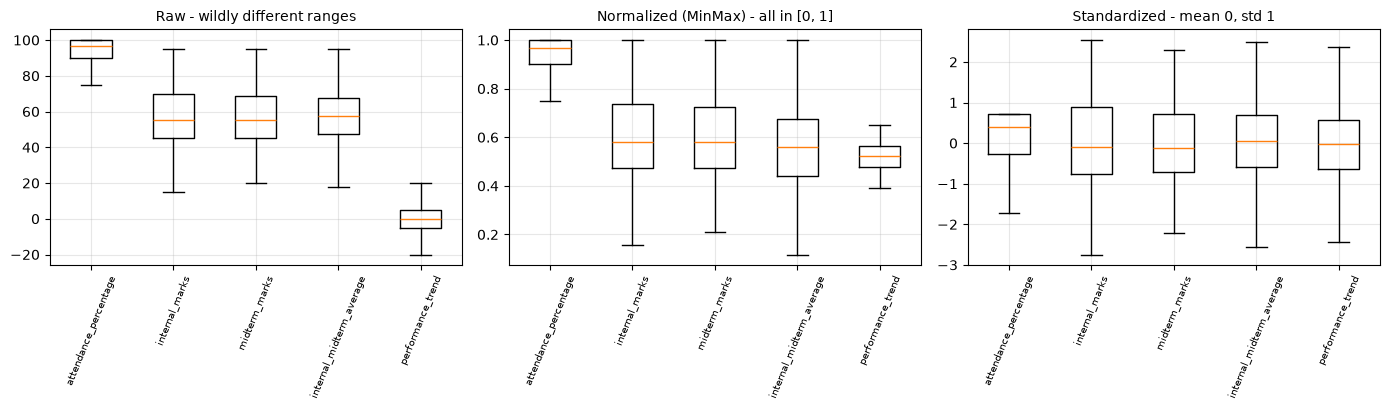 Raw - wildly different ranges
100
80
60
40
20
0
−20
attendance_percentage
internal_marks
midterm_marks
internal_midterm_average
performance_trend
Normalized (MinMax) - all in [0, 1]
1.0
0.8
0.6
0.4
0.2
attendance_percentage
internal_marks
midterm_marks
internal_midterm_average
performance_trend
Standardized - mean 0, std 1
2
1
0
−1
−2
−3
attendance_percentage
internal_marks
midterm_marks
internal_midterm_average
performance_trend